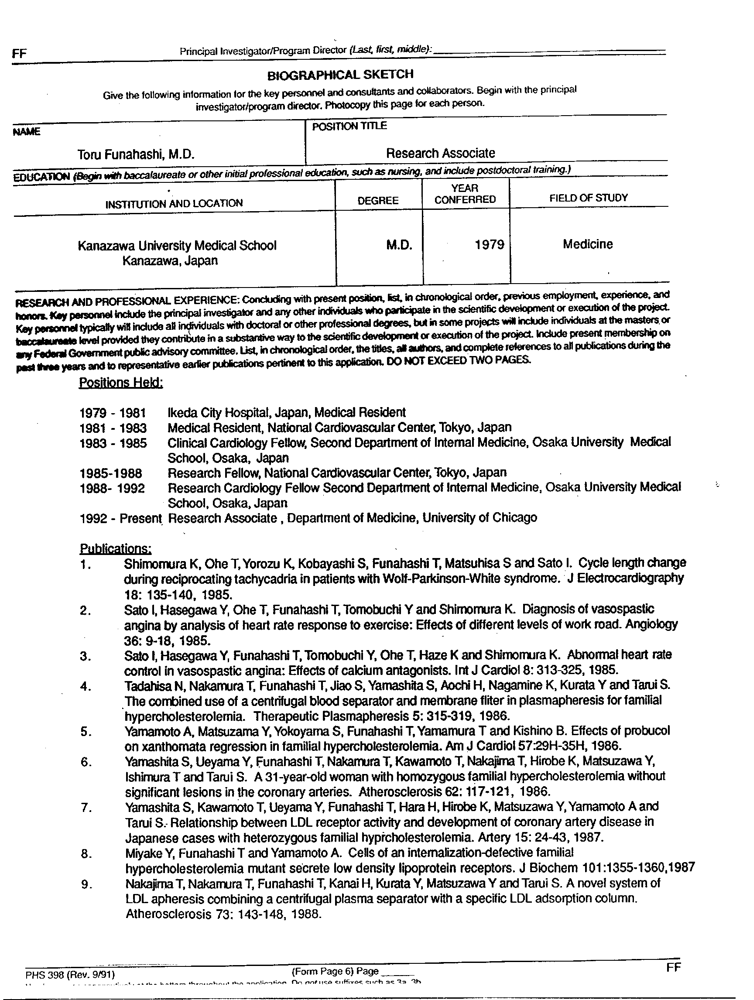 FF
Principal Investigator/Program Director (Last, first, middle):
BIOGRAPHICAL SKETCH
Give the following information for the key personnel and consultants and collaborators. Begin with the principal
investigator/program director. Photocopy this page for each person.
NAME
POSITION TITLE
Toru Funahashi, M.D.
Research Associate
EDUCATION (Begin with baccalaureate or other initial professional education, such as nursing, and include postdoctoral training.)
INSTITUTION AND LOCATION
DEGREE
YEAR
CONFERRED
FIELD OF STUDY
Kanazawa University Medical School
Kanazawa, Japan
M.D.
1979
Medicine
RESEARCH AND PROFESSIONAL EXPERIENCE: Concluding with present position, list, in chronological order, previous employment, experience, and
honors. Key personnel include the principal investigator and any other individuals who participate in the scientific development or execution of the project.
Key personnel typically will include all individuals with doctoral or other professional degrees, but in some projects will include individuals at the masters or
baccalaureate level provided they contribute in a substantive way to the scientific development or execution of the project. Include present membership on
any Federal Government public advisory committee. List, in chronological order, the titles, all authors, and complete references to all publications during the
past three years and to representative earlier publications pertinent to this application. DO NOT EXCEED TWO PAGES.
Positions Held:
1979 - 1981 Ikeda City Hospital, Japan, Medical Resident
1981 - 1983 Medical Resident, National Cardiovascular Center, Tokyo, Japan
1983 - 1985 Clinical Cardiology Fellow, Second Department of Internal Medicine, Osaka University Medical
School, Osaka, Japan
1985-1988 Research Fellow, National Cardiovascular Center, Tokyo, Japan
1988- 1992 Research Cardiology Fellow Second Department of Internal Medicine, Osaka University Medical
School, Osaka, Japan
1992 - Present Research Associate , Department of Medicine, University of Chicago
Publications:
1. Shimomura K, Ohe T, Yorozu K, Kobayashi S, Funahashi T, Matsuhisa S and Sato I. Cycle length change
during reciprocating tachycadria in patients with Wolf-Parkinson-White syndrome. J Electrocardiography
18: 135-140, 1985.
2. Sato I, Hasegawa Y, Ohe T, Funahashi T, Tomobuchi Y and Shimomura K. Diagnosis of vasospastic
angina by analysis of heart rate response to exercise: Effects of different levels of work road. Angiology
36: 9-18, 1985.
3. Sato I, Hasegawa Y, Funahashi T, Tomobuchi Y, Ohe T, Haze K and Shimomura K. Abnormal heart rate
control in vasospastic angina: Effects of calcium antagonists. Int J Cardiol 8: 313-325, 1985.
4. Tadahisa N, Nakamura T, Funahashi T, Jiao S, Yamashita S, Aochi H, Nagamine K, Kurata Y and Tarui S.
The combined use of a centrifugal blood separator and membrane fliter in plasmapheresis for familial
hypercholesterolemia. Therapeutic Plasmapheresis 5: 315-319, 1986.
5. Yamamoto A, Matsuzama Y, Yokoyama S, Funahashi T, Yamamura T and Kishino B. Effects of probucol
on xanthomata regression in familial hypercholesterolemia. Am J Cardiol 57:29H-35H, 1986.
6. Yamashita S, Ueyama Y, Funahashi T, Nakamura T, Kawamoto T, Nakajima T, Hirobe K, Matsuzawa Y,
Ishimura T and Tarui S. A 31-year-old woman with homozygous familial hypercholesterolemia without
significant lesions in the coronary arteries. Atherosclerosis 62: 117-121, 1986.
7. Yamashita S, Kawamoto T, Ueyama Y, Funahashi T, Hara H, Hirobe K, Matsuzawa Y, Yamamoto A and
Tarui S. Relationship between LDL receptor activity and development of coronary artery disease in
Japanese cases with heterozygous familial hyprcholesterolemia. Artery 15: 24-43, 1987.
8. Miyake Y, Funahashi T and Yamamoto A. Cells of an internalization-defective familial
hypercholesterolemia mutant secrete low density lipoprotein receptors. J Biochem 101:1355-1360,1987
9. Nakajima T, Nakamura T, Funahashi T, Kanai H, Kurata Y, Matsuzawa Y and Tarui S. A novel system of
LDL apheresis combining a centrifugal plasma separator with a specific LDL adsorption column.
Atherosclerosis 73: 143-148, 1988.
PHS 398 (Rev. 9/91)
(Form Page 6) Page
FF